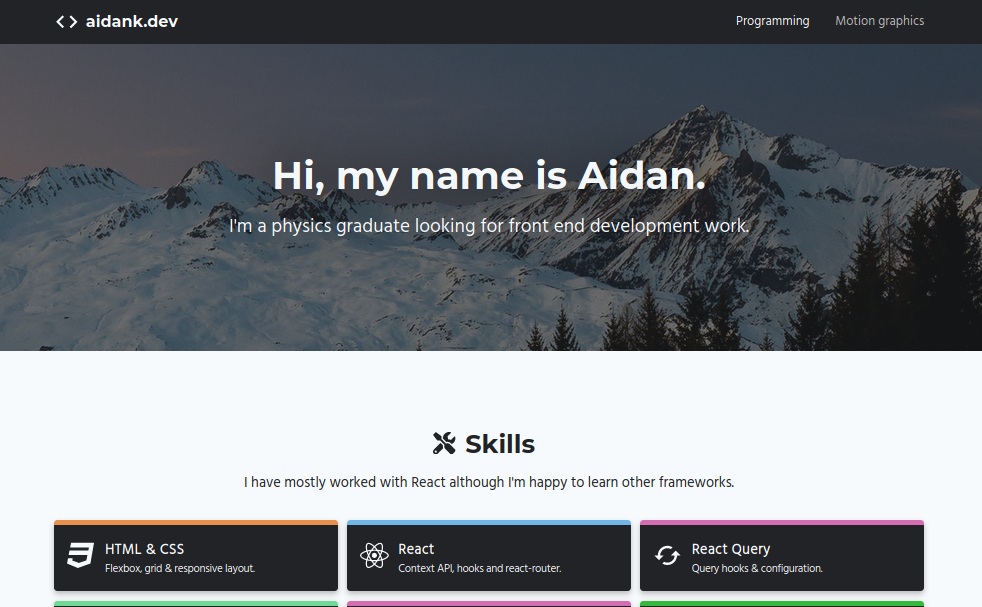 aidank.dev
Programming
Motion graphics
Hi, my name is Aidan.
I'm a physics graduate looking for front end development work.
Skills
I have mostly worked with React although I'm happy to learn other frameworks.
HTML & CSS
Flexbox, grid & responsive layout.
React
Context API, hooks and react-router.
React Query
Query hooks & configuration.